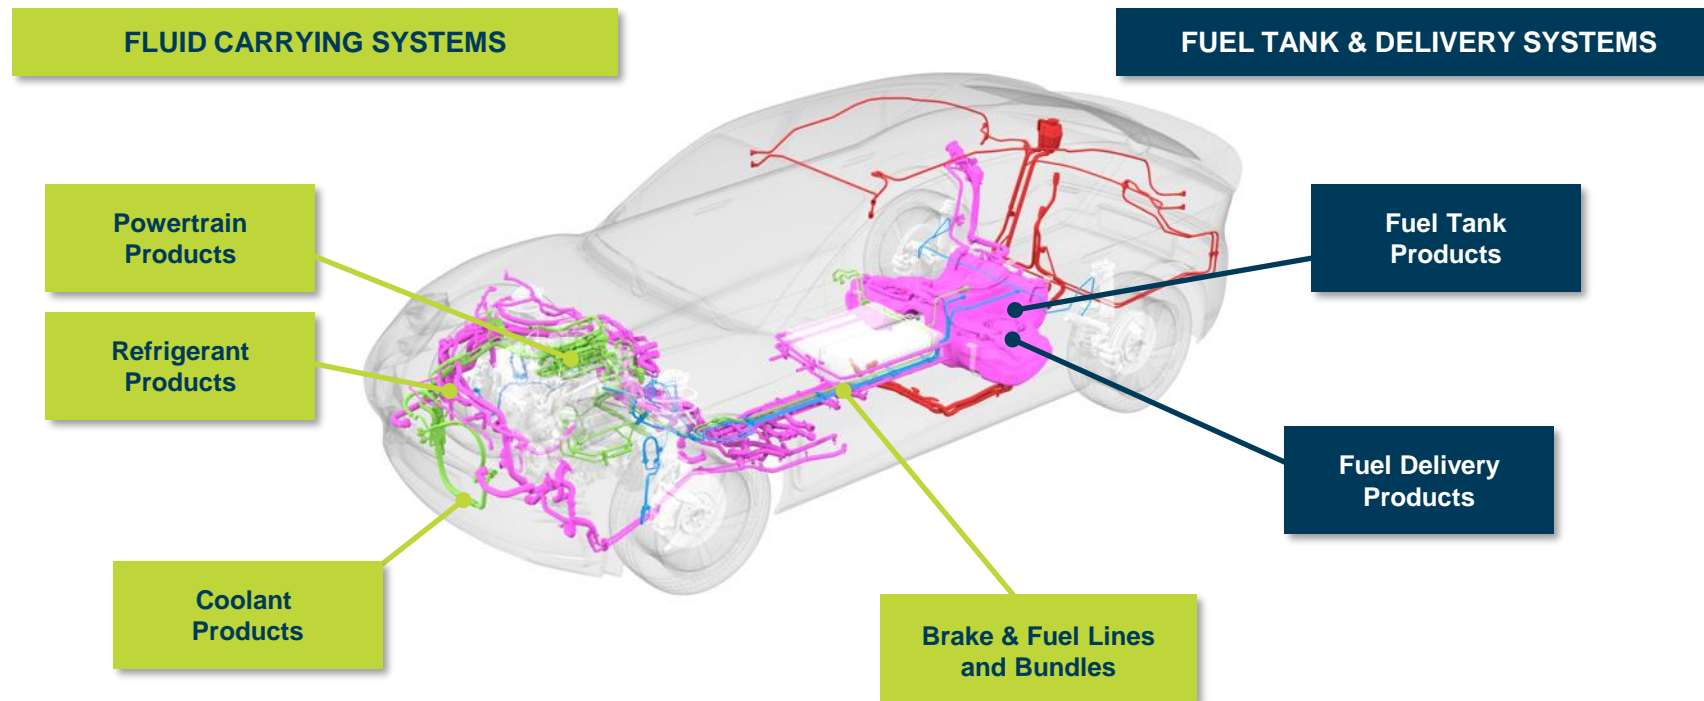 FLUID CARRYING SYSTEMS
FUEL TANK & DELIVERY SYSTEMS
Powertrain
Products
Refrigerant
Products
Coolant
Products
Brake & Fuel Lines
and Bundles
Fuel Tank
Products
Fuel Delivery
Products